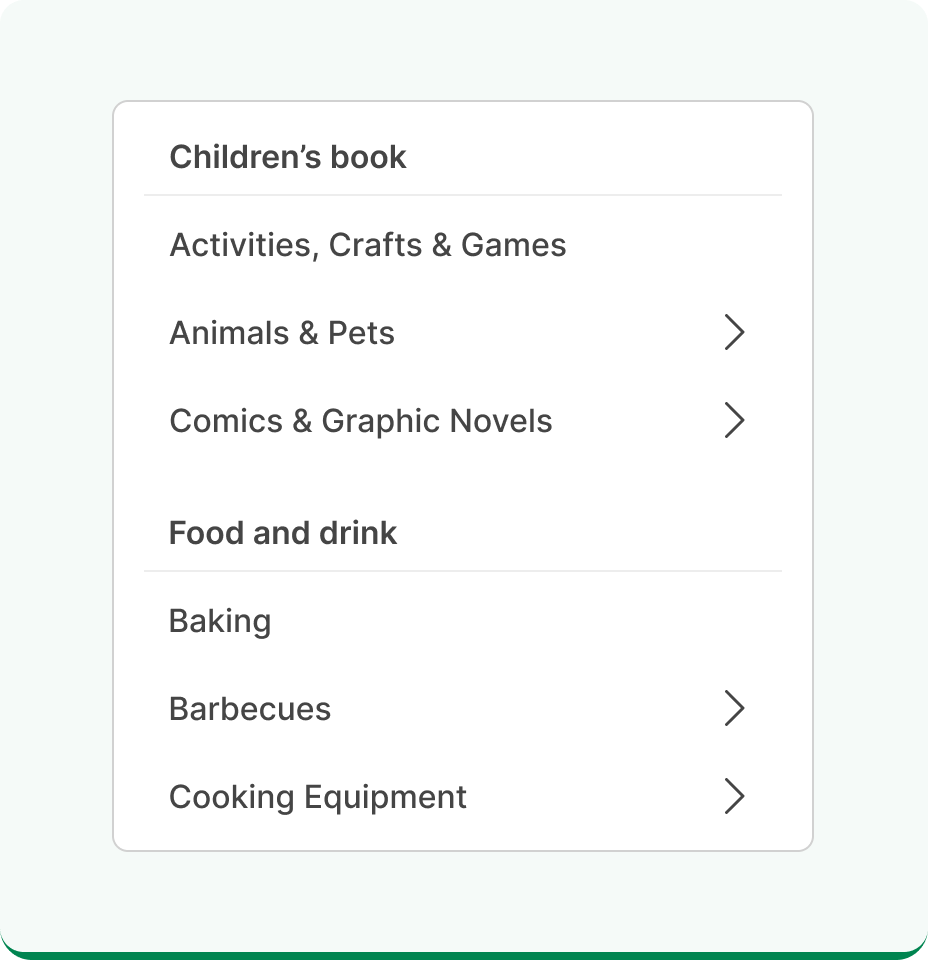 Children’s book
Activities, Crafts & Games
Animals & Pets
Comics & Graphic Novels
Food and drink
Baking
Barbecues
Cooking Equipment